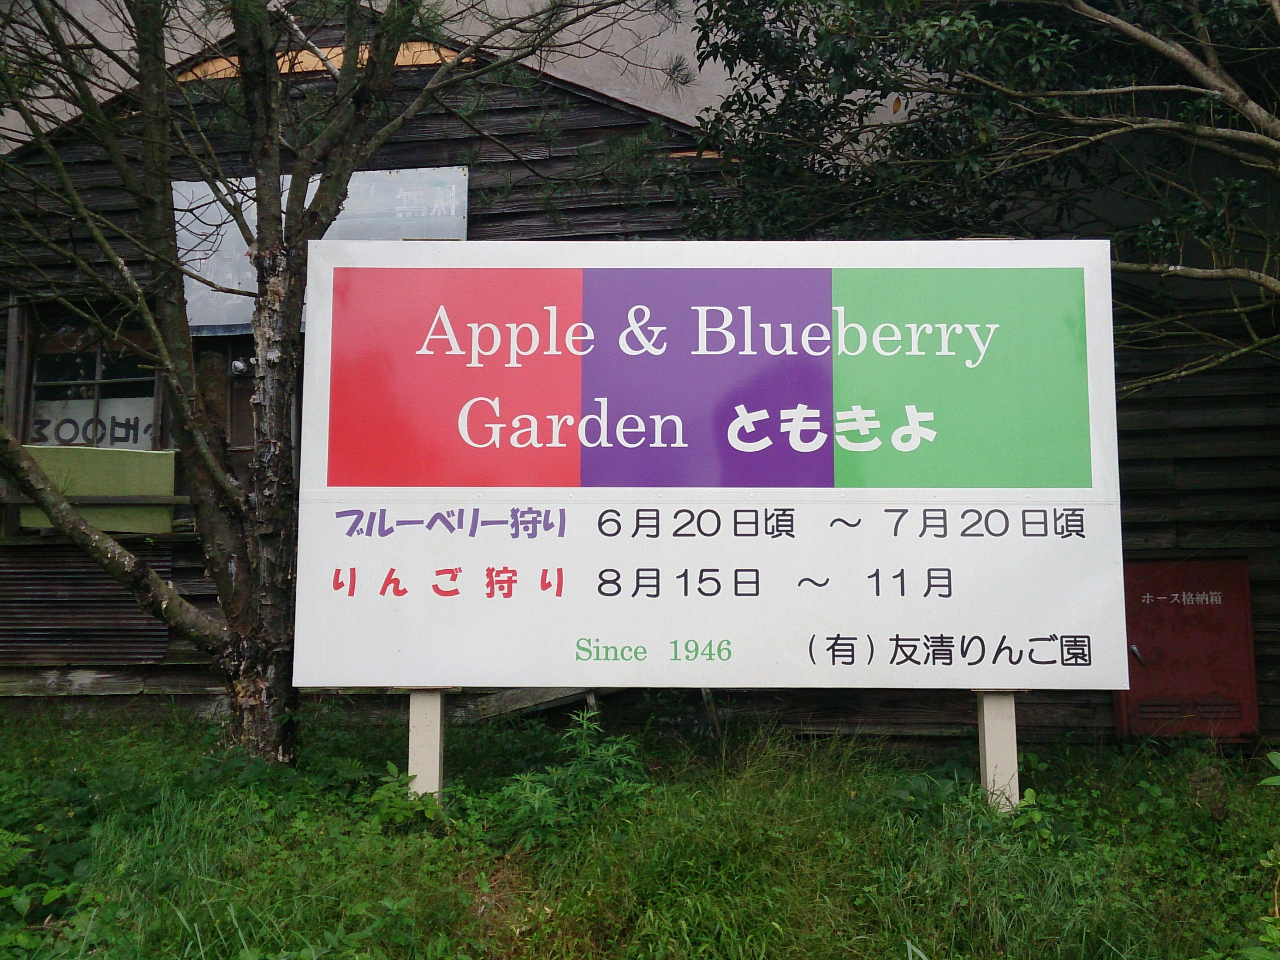 Apple & Blueberry
Garden ともきよ
ブルーベリー狩り 6月20日頃 ～ 7月20日頃
りんご狩り 8月15日 ～ 11月
Since 1946 (有)友清りんご園
ホース格納箱